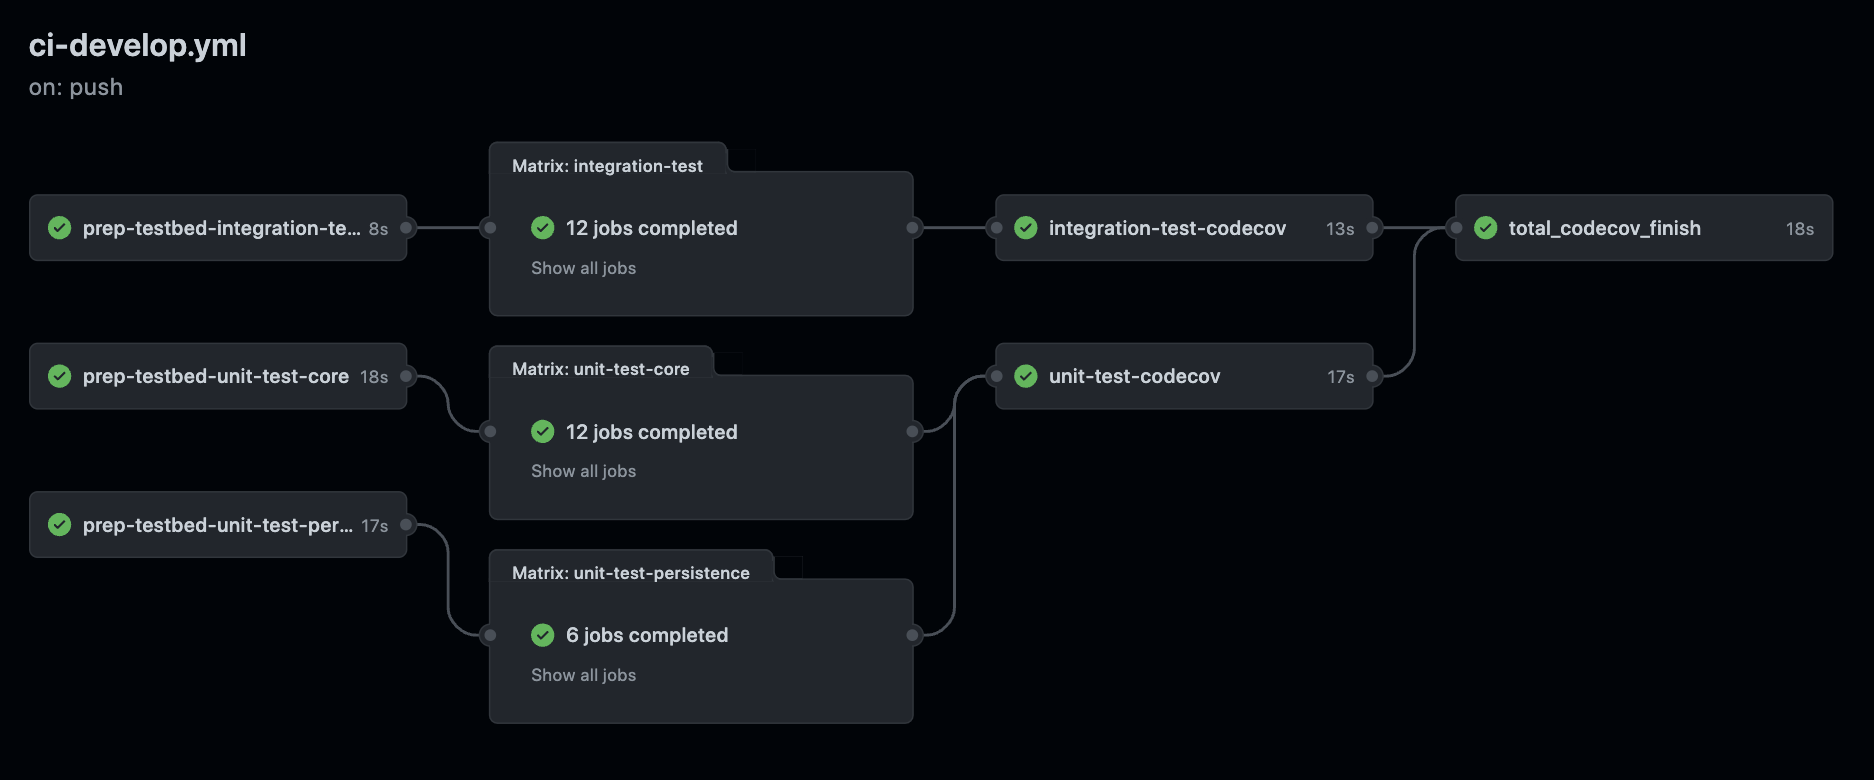 ci-develop.yml
on: push
prep-testbed-integration-te... 8s
Matrix: integration-test
12 jobs completed
Show all jobs
integration-test-codecov 13s
total_codecov_finish 18s
prep-testbed-unit-test-core 18s
Matrix: unit-test-core
12 jobs completed
Show all jobs
unit-test-codecov 17s
prep-testbed-unit-test-per... 17s
Matrix: unit-test-persistence
6 jobs completed
Show all jobs